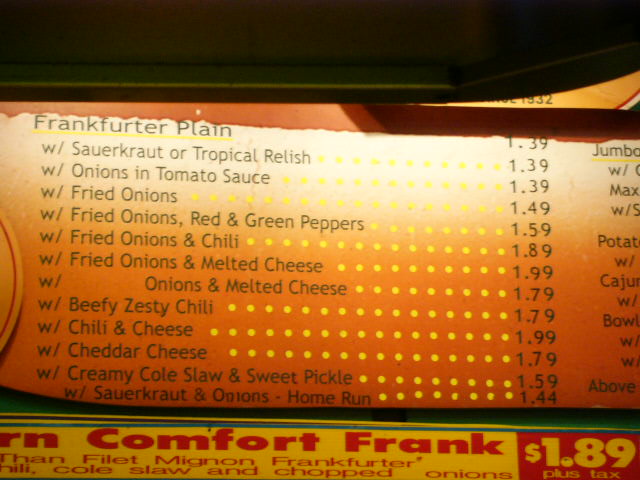 SINCE 1932
Frankfurter Plain 1.39
w/ Sauerkraut or Tropical Relish 1.39
w/ Onions in Tomato Sauce 1.39
w/ Fried Onions 1.49
w/ Fried Onions, Red & Green Peppers 1.59
w/ Fried Onions & Chili 1.89
w/ Fried Onions & Melted Cheese 1.99
w/ Onions & Melted Cheese 1.79
w/ Beefy Zesty Chili 1.79
w/ Chili & Cheese 1.99
w/ Cheddar Cheese 1.79
w/ Creamy Cole Slaw & Sweet Pickle 1.59
w/ Sauerkraut & Onions - Home Run 1.44
Jumbo
w/
Max
w/S
Potat
w/
Cajun
w/
Bowl
w/
w/
Above
rn Comfort Frank $1.89
Than Filet Mignon Frankfurter
hili, cole slaw and chopped onions plus tax